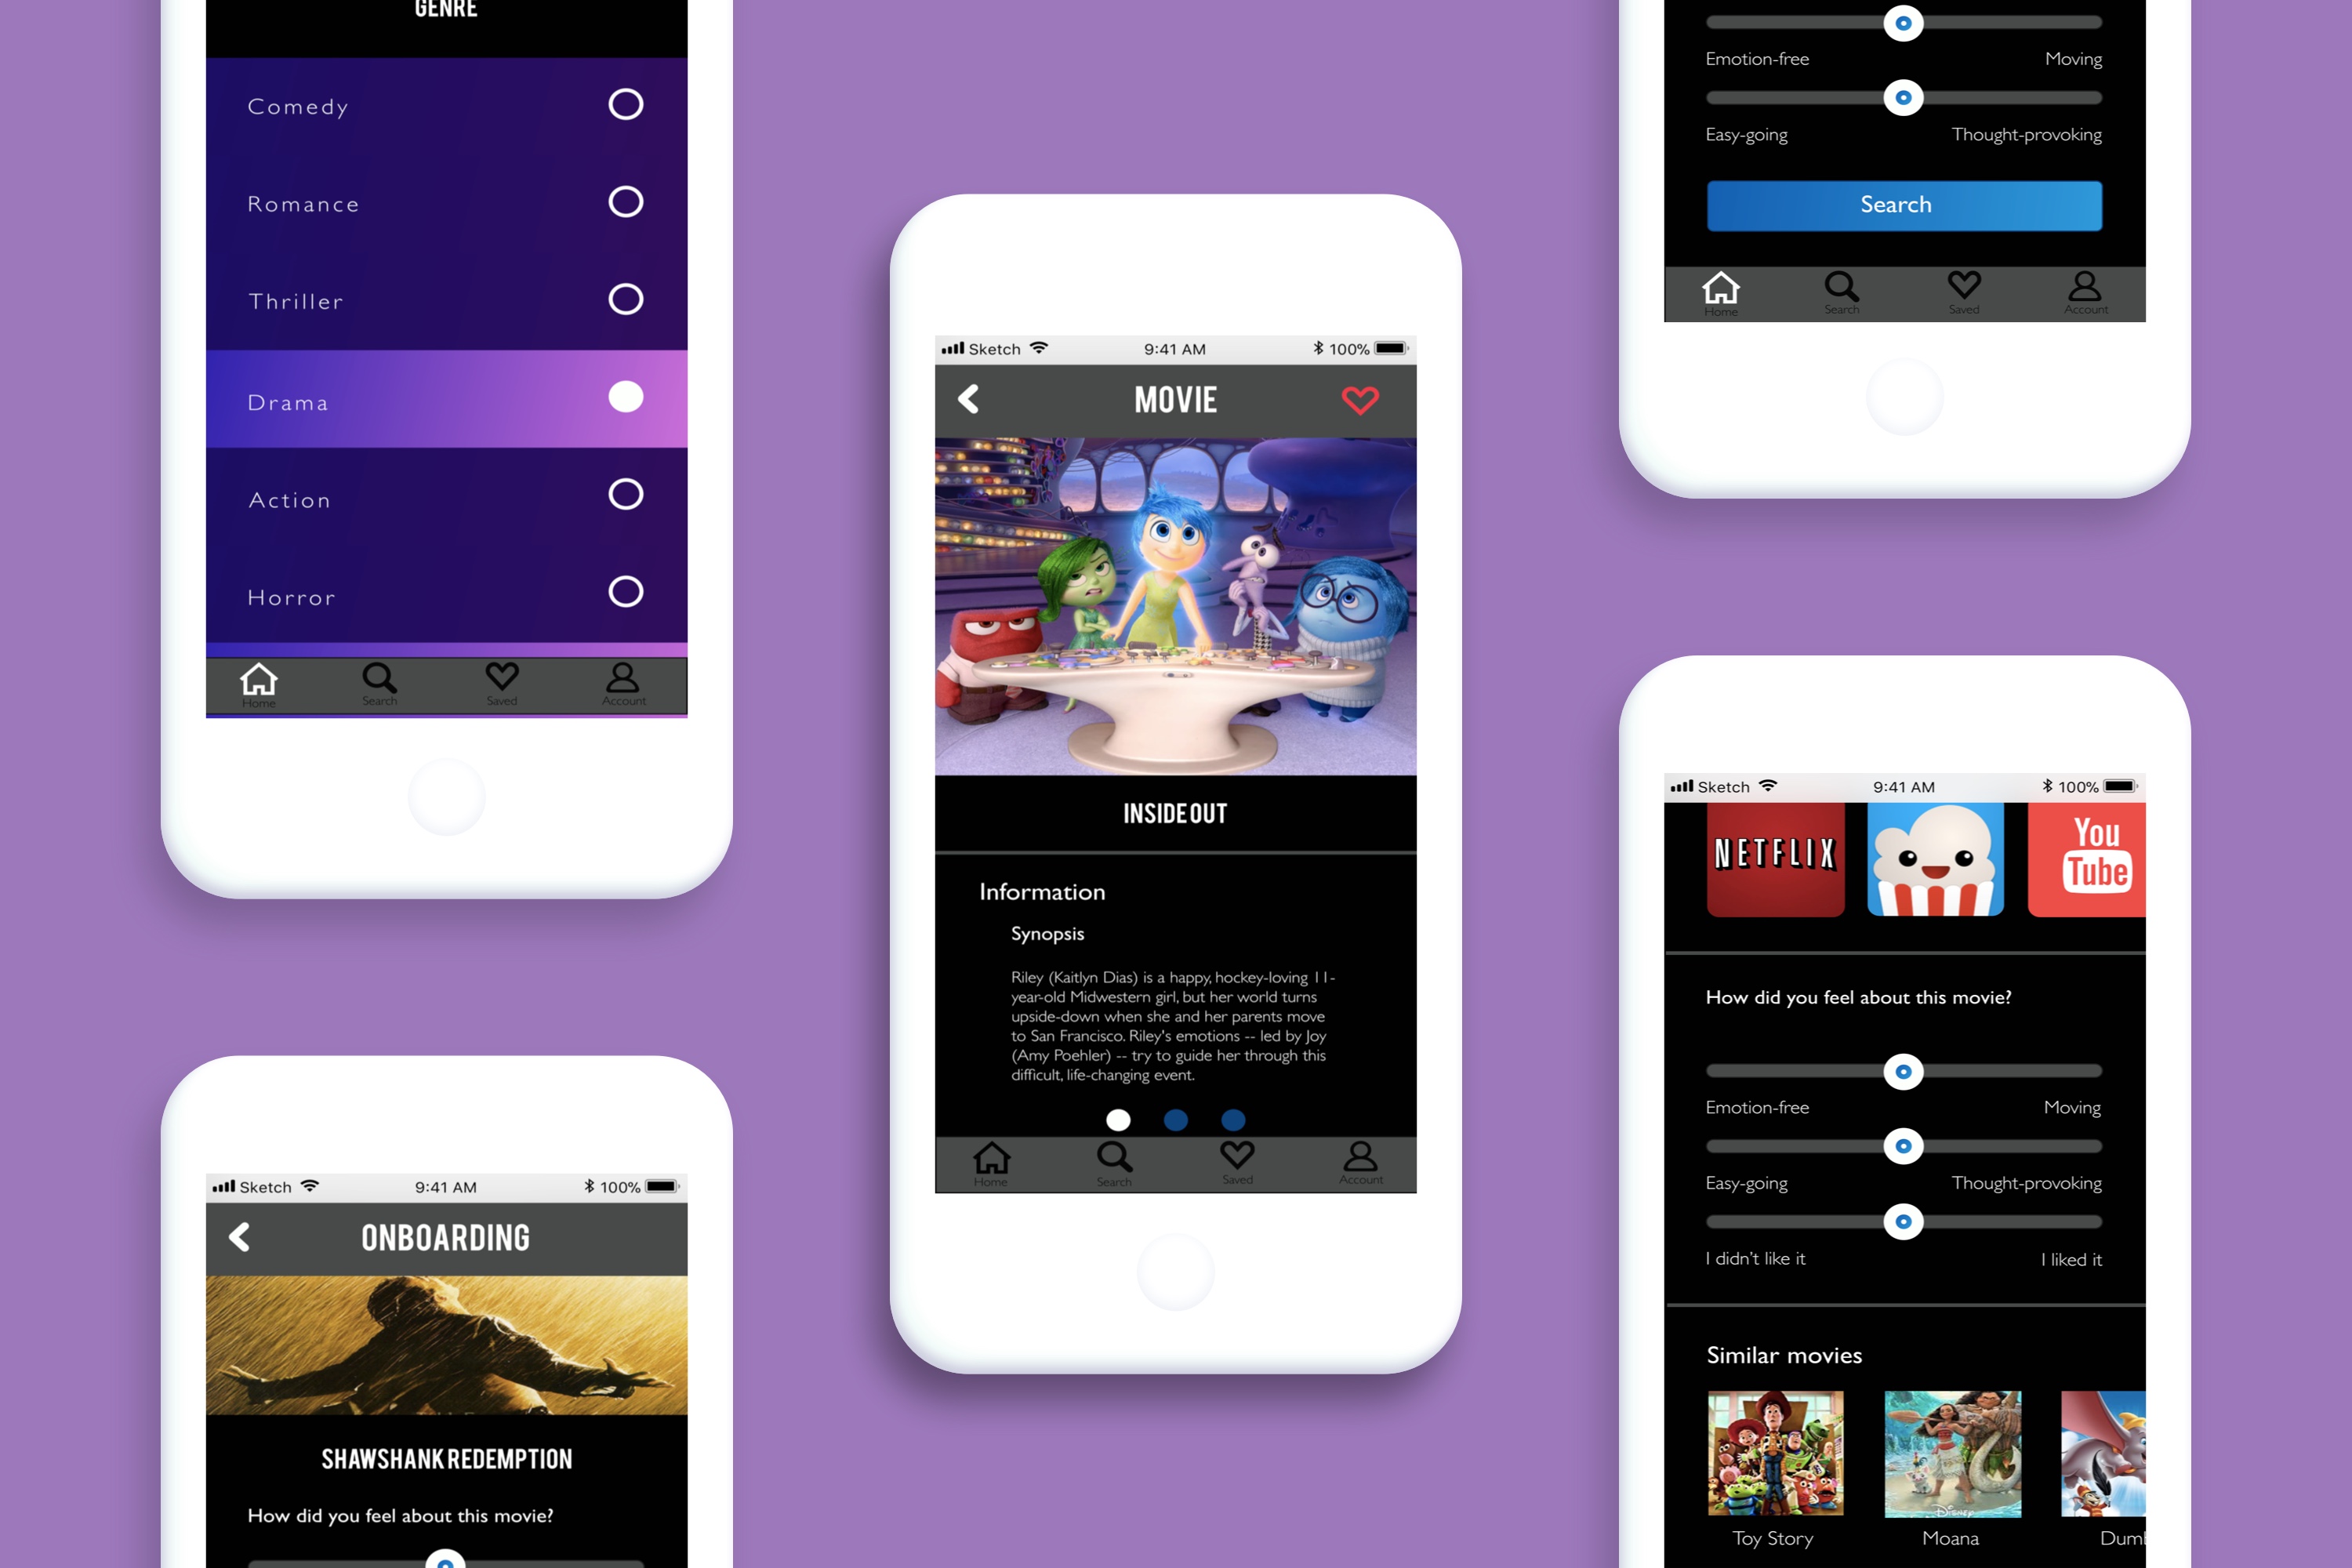 GENRE
Comedy
Romance
Thriller
Drama
Action
Horror
Home Search Saved Account
Sketch 9:41 AM 100%
ONBOARDING
SHAWSHANK REDEMPTION
How did you feel about this movie?
Sketch 9:41 AM 100%
MOVIE
INSIDE OUT
Information
Synopsis
Riley (Kaitlyn Dias) is a happy, hockey-loving 11-
year-old Midwestern girl, but her world turns
upside-down when she and her parents move
to San Francisco. Riley's emotions -- led by Joy
(Amy Poehler) -- try to guide her through this
difficult, life-changing event.
Home Search Saved Account
Emotion-free Moving
Easy-going Thought-provoking
Search
Home Search Saved Account
Sketch 9:41 AM 100%
NETFLIX You
Tube
How did you feel about this movie?
Emotion-free Moving
Easy-going Thought-provoking
I didn't like it I liked it
Similar movies
Disney
Toy Story Moana Dum